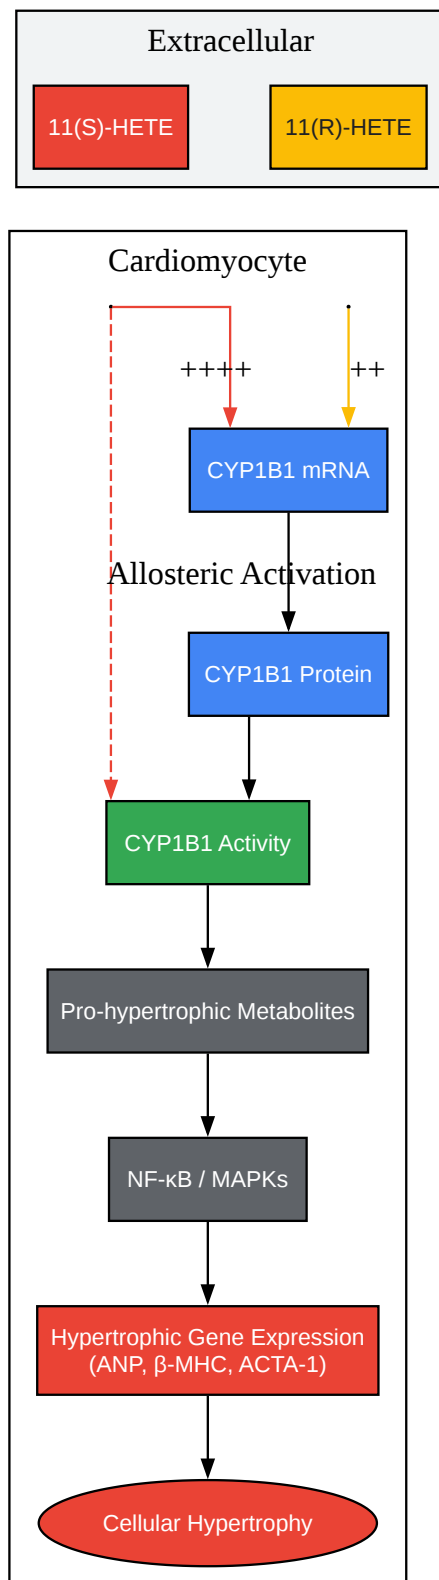 Extracellular
11(S)-HETE
11(R)-HETE
Cardiomyocyte
++++
++
CYP1B1 mRNA
Allosteric Activation
CYP1B1 Protein
CYP1B1 Activity
Pro-hypertrophic Metabolites
NF-κB / MAPKs
Hypertrophic Gene Expression
(ANP, β-MHC, ACTA-1)
Cellular Hypertrophy